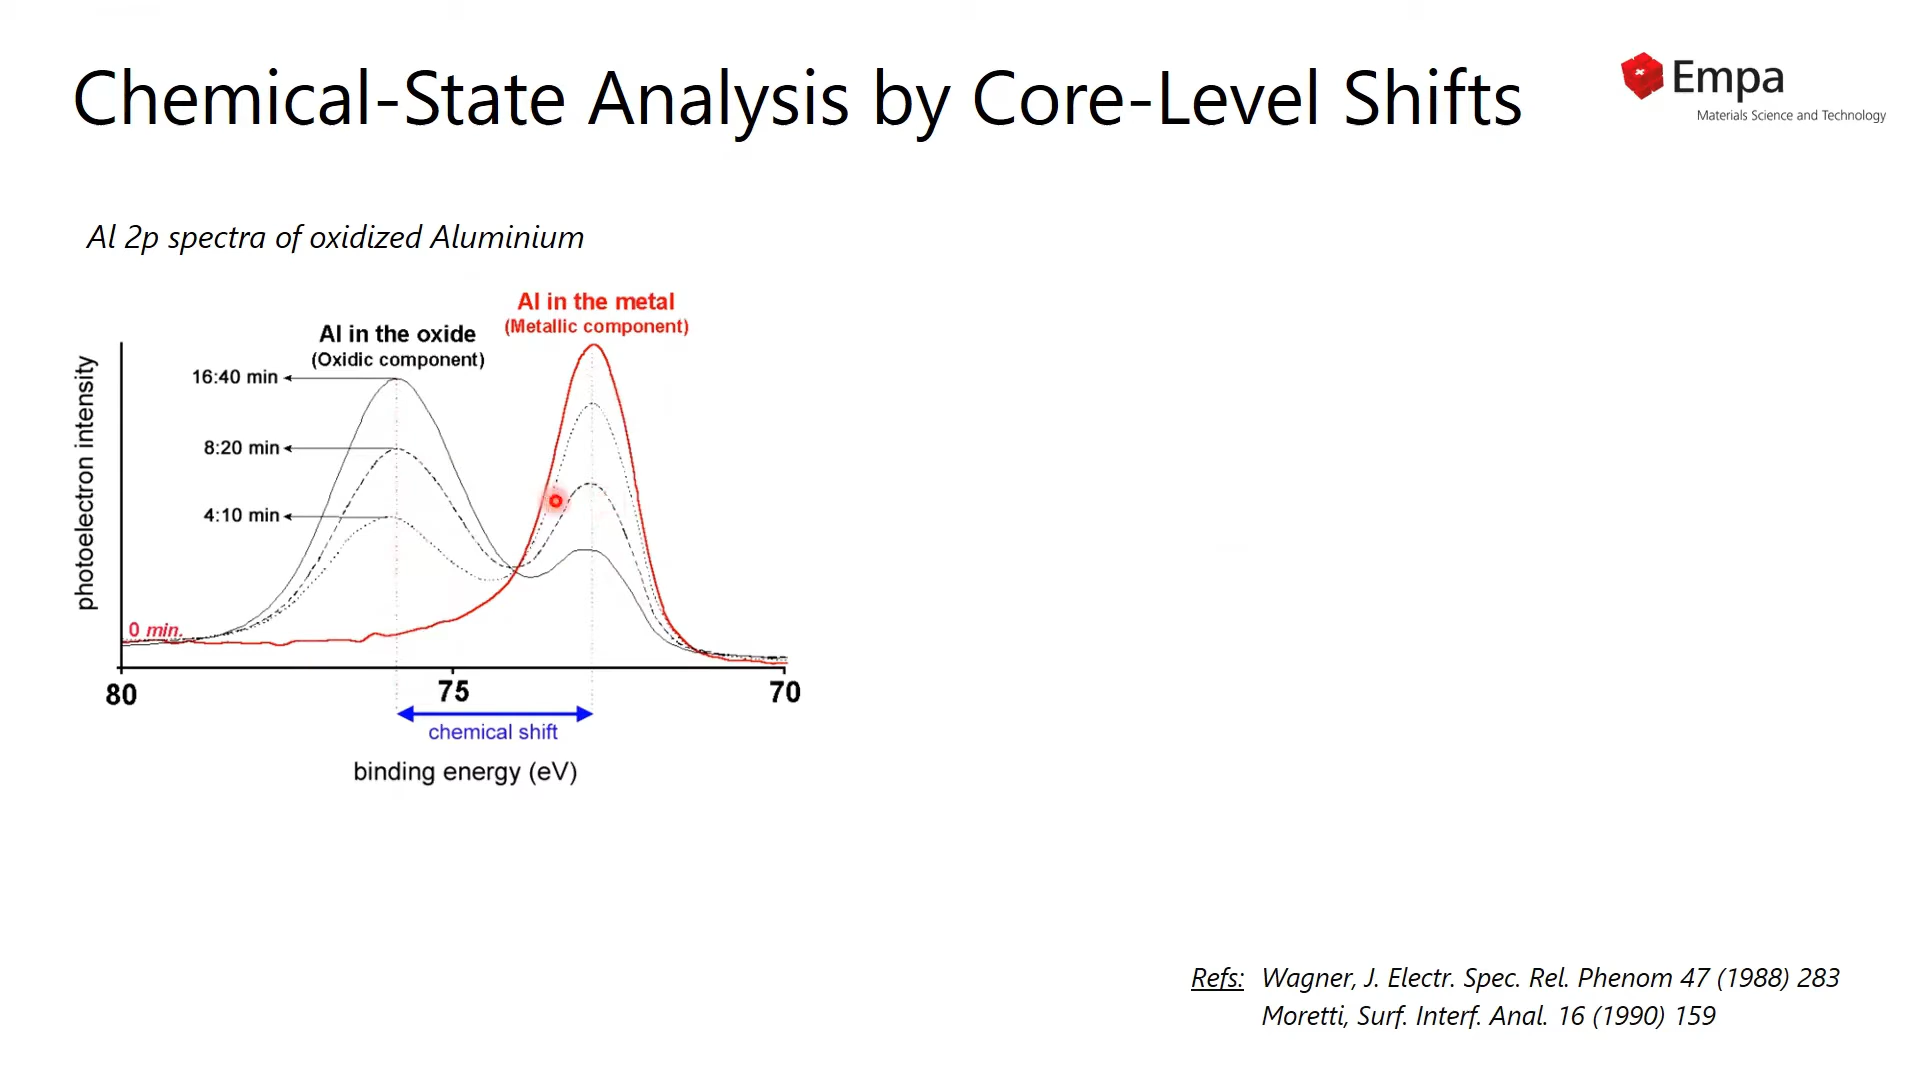 Chemical-State Analysis by Core-Level Shifts
Empa
Materials Science and Technology
Al 2p spectra of oxidized Aluminium
Al in the metal
(Metallic component)
Al in the oxide
(Oxidic component)
16:40 min
8:20 min
4:10 min
0 min.
photoelectron intensity
80
75
70
chemical shift
binding energy (eV)
Refs: Wagner, J. Electr. Spec. Rel. Phenom 47 (1988) 283
Moretti, Surf. Interf. Anal. 16 (1990) 159